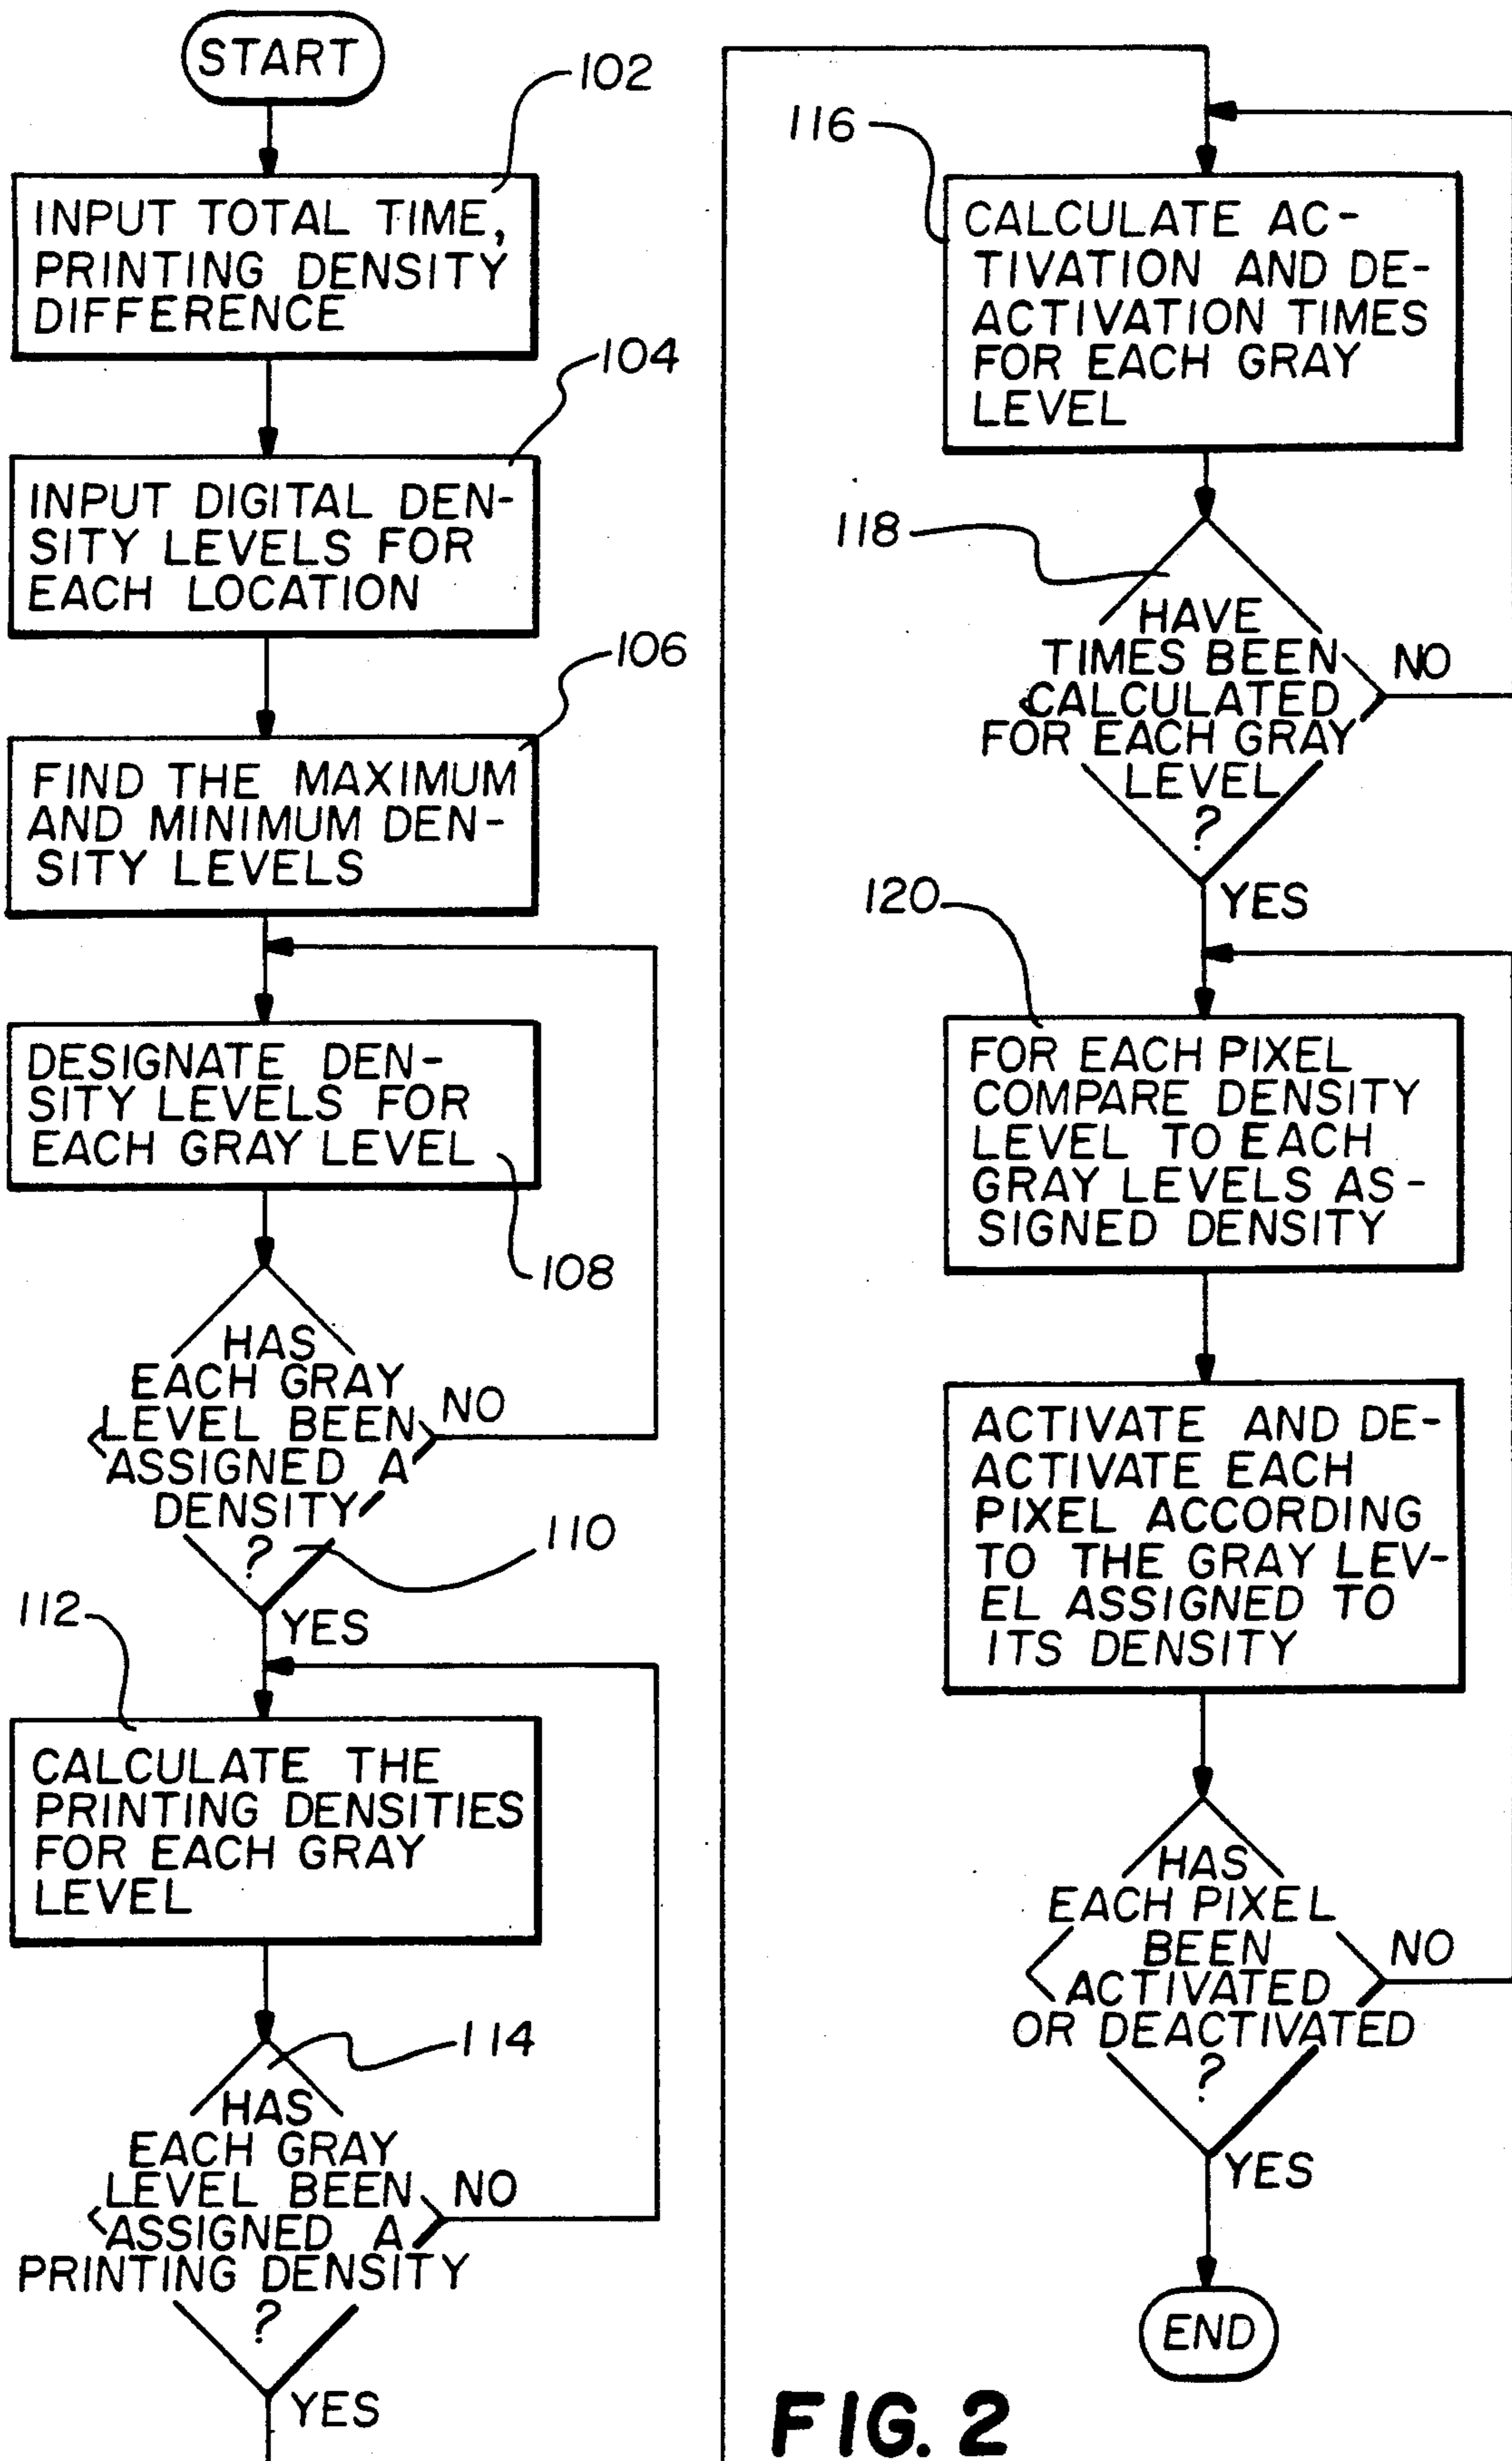 START
102
INPUT TOTAL TIME,
PRINTING DENSITY
DIFFERENCE
104
INPUT DIGITAL DEN-
SITY LEVELS FOR
EACH LOCATION
106
FIND THE MAXIMUM
AND MINIMUM DEN-
SITY LEVELS
DESIGNATE DEN-
SITY LEVELS FOR
EACH GRAY LEVEL
108
HAS
EACH GRAY
LEVEL BEEN
ASSIGNED A
DENSITY
?
NO
110
YES
112
CALCULATE THE
PRINTING DENSITIES
FOR EACH GRAY
LEVEL
114
HAS
EACH GRAY
LEVEL BEEN
ASSIGNED A
PRINTING DENSITY
?
NO
YES
116
CALCULATE AC-
TIVATION AND DE-
ACTIVATION TIMES
FOR EACH GRAY
LEVEL
118
HAVE
TIMES BEEN
CALCULATED
FOR EACH GRAY
LEVEL
?
NO
YES
120
FOR EACH PIXEL
COMPARE DENSITY
LEVEL TO EACH
GRAY LEVELS AS-
SIGNED DENSITY
ACTIVATE AND DE-
ACTIVATE EACH
PIXEL ACCORDING
TO THE GRAY LEV-
EL ASSIGNED TO
ITS DENSITY
HAS
EACH PIXEL
BEEN
ACTIVATED
OR DEACTIVATED
?
NO
YES
END
FIG. 2